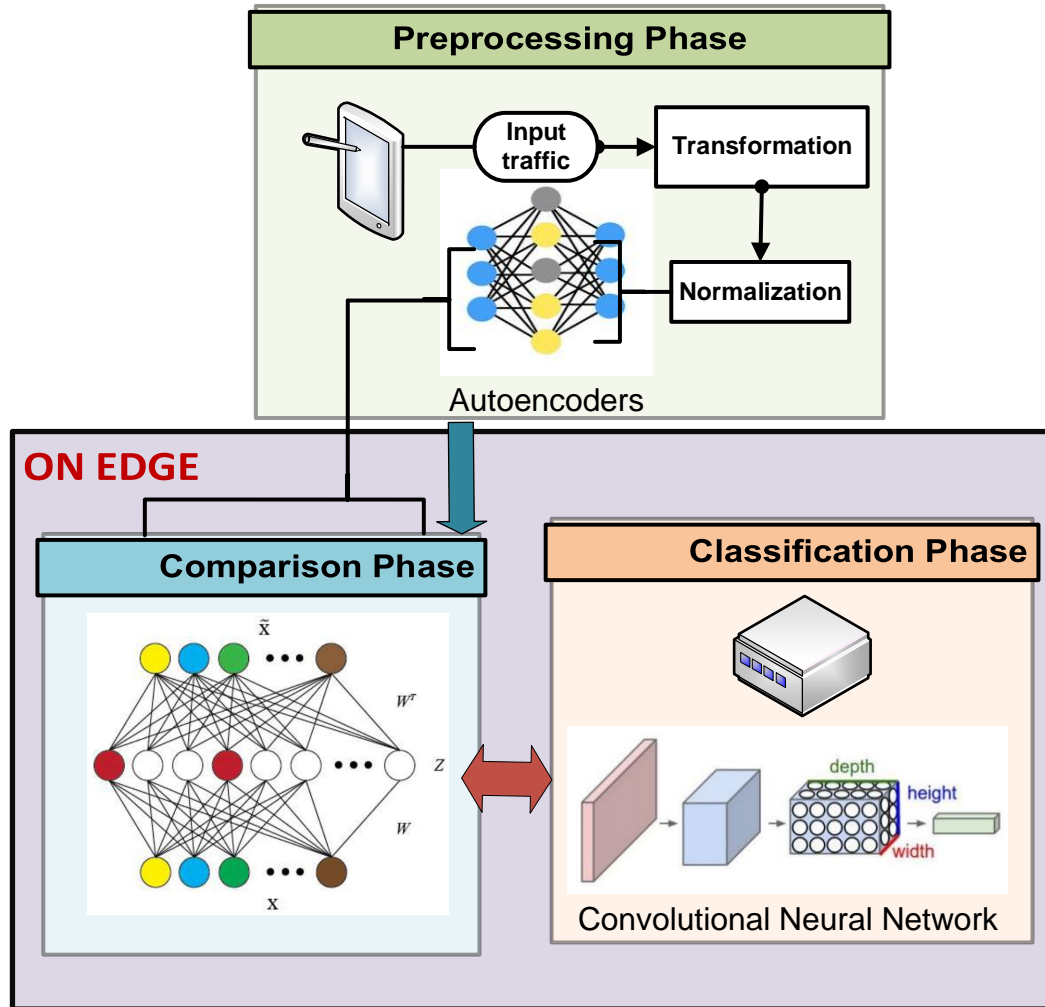 Preprocessing Phase
Input
traffic
Transformation
Normalization
Autoencoders
ON EDGE
Comparison Phase
x̃
Wᵀ
Z
W
x
Classification Phase
depth
height
width
Convolutional Neural Network